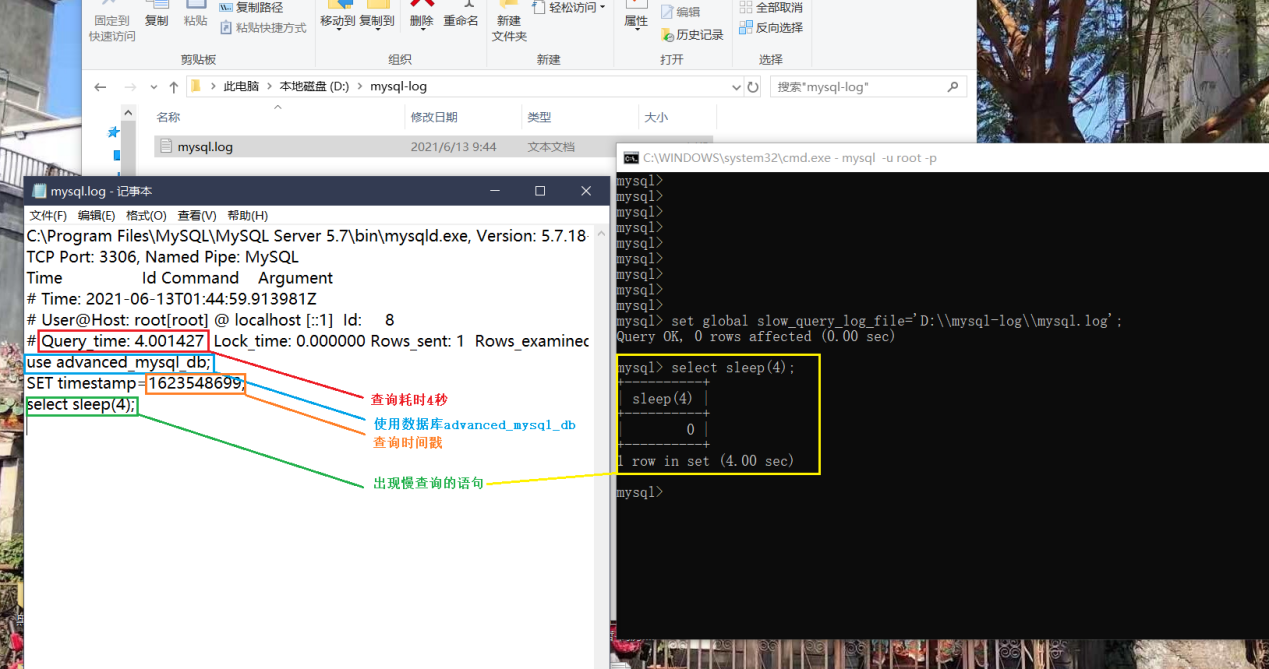 固定到
快速访问
复制
粘贴
复制路径
粘贴快捷方式
剪贴板
移动到
复制到
删除
重命名
组织
新建
文件夹
轻松访问
新建
属性
编辑
历史记录
打开
全部取消
反向选择
选择
此电脑 > 本地磁盘 (D:) > mysql-log
搜索"mysql-log"
名称
修改日期
类型
大小
mysql.log
2021/6/13 9:44
文本文档
mysql.log - 记事本
文件(F) 编辑(E) 格式(O) 查看(V) 帮助(H)
C:\Program Files\MySQL\MySQL Server 5.7\bin\mysqld.exe, Version: 5.7.18-
TCP Port: 3306, Named Pipe: MySQL
Time Id Command Argument
# Time: 2021-06-13T01:44:59.913981Z
# User@Host: root[root] @ localhost [::1] Id: 8
# Query_time: 4.001427 Lock_time: 0.000000 Rows_sent: 1 Rows_examined
use advanced_mysql_db;
SET timestamp=1623548699;
select sleep(4);
查询耗时4秒
使用数据库advanced_mysql_db
查询时间戳
出现慢查询的语句
C:\WINDOWS\system32\cmd.exe - mysql -u root -p
mysql>
mysql>
mysql>
mysql>
mysql>
mysql>
mysql>
mysql>
mysql>
mysql> set global slow_query_log_file='D:\\mysql-log\\mysql.log';
Query OK, 0 rows affected (0.00 sec)
mysql> select sleep(4);
+----------+
| sleep(4) |
+----------+
| 0 |
+----------+
1 row in set (4.00 sec)
mysql>